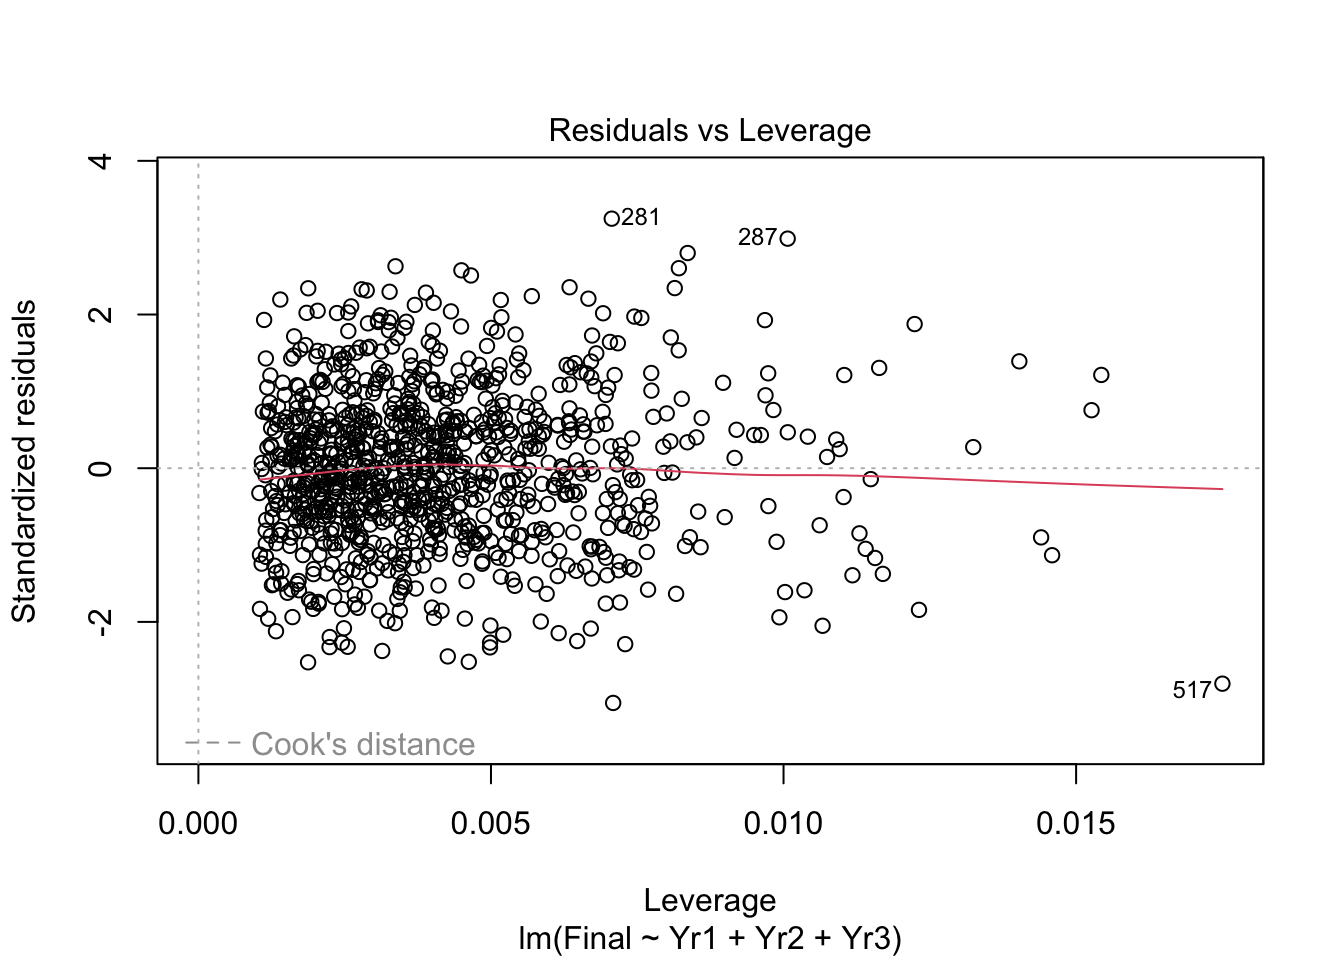 Residuals vs Leverage
Standardized residuals
4
2
0
-2
281
287
517
Cook's distance
0.000 0.005 0.010 0.015
Leverage
lm(Final ~ Yr1 + Yr2 + Yr3)